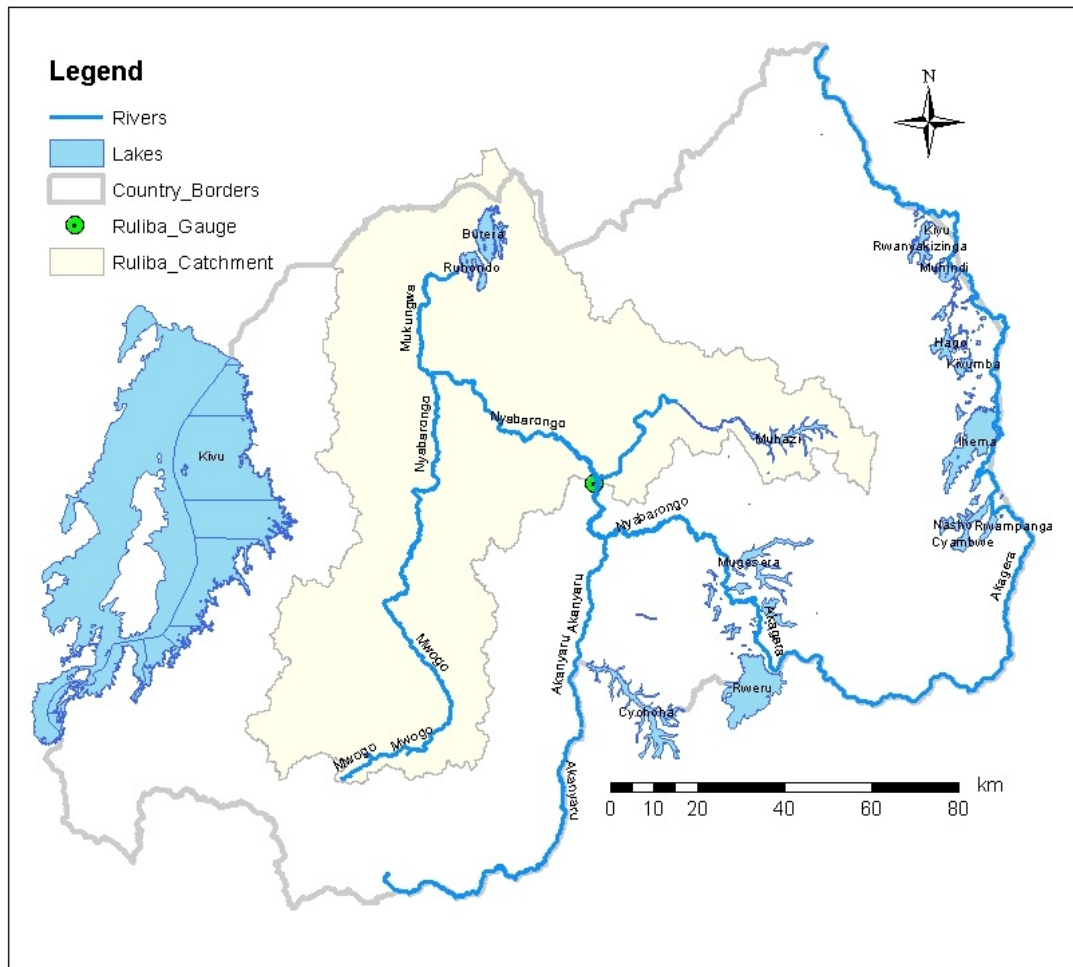 Legend
N
Rivers
Lakes
Country_Borders
Ruliba_Gauge
Ruliba_Catchment
Butera
Ruhondo
Mukungwa
Kivu
Rwanyakizinga
Muhindi
Hago
Kivumba
Nyabarongo
Nyabarongo
Muhazi
Ihema
Kivu
Nyabarongo
Nasho
Rwampanga
Cyambwe
Mugesera
Akagera
Akanyaru
Akagera
Mwogo
Akanyaru
Rweru
Cyohoha
Mwogo
Mwogo
Akanyaru
km
0 10 20 40 60 80